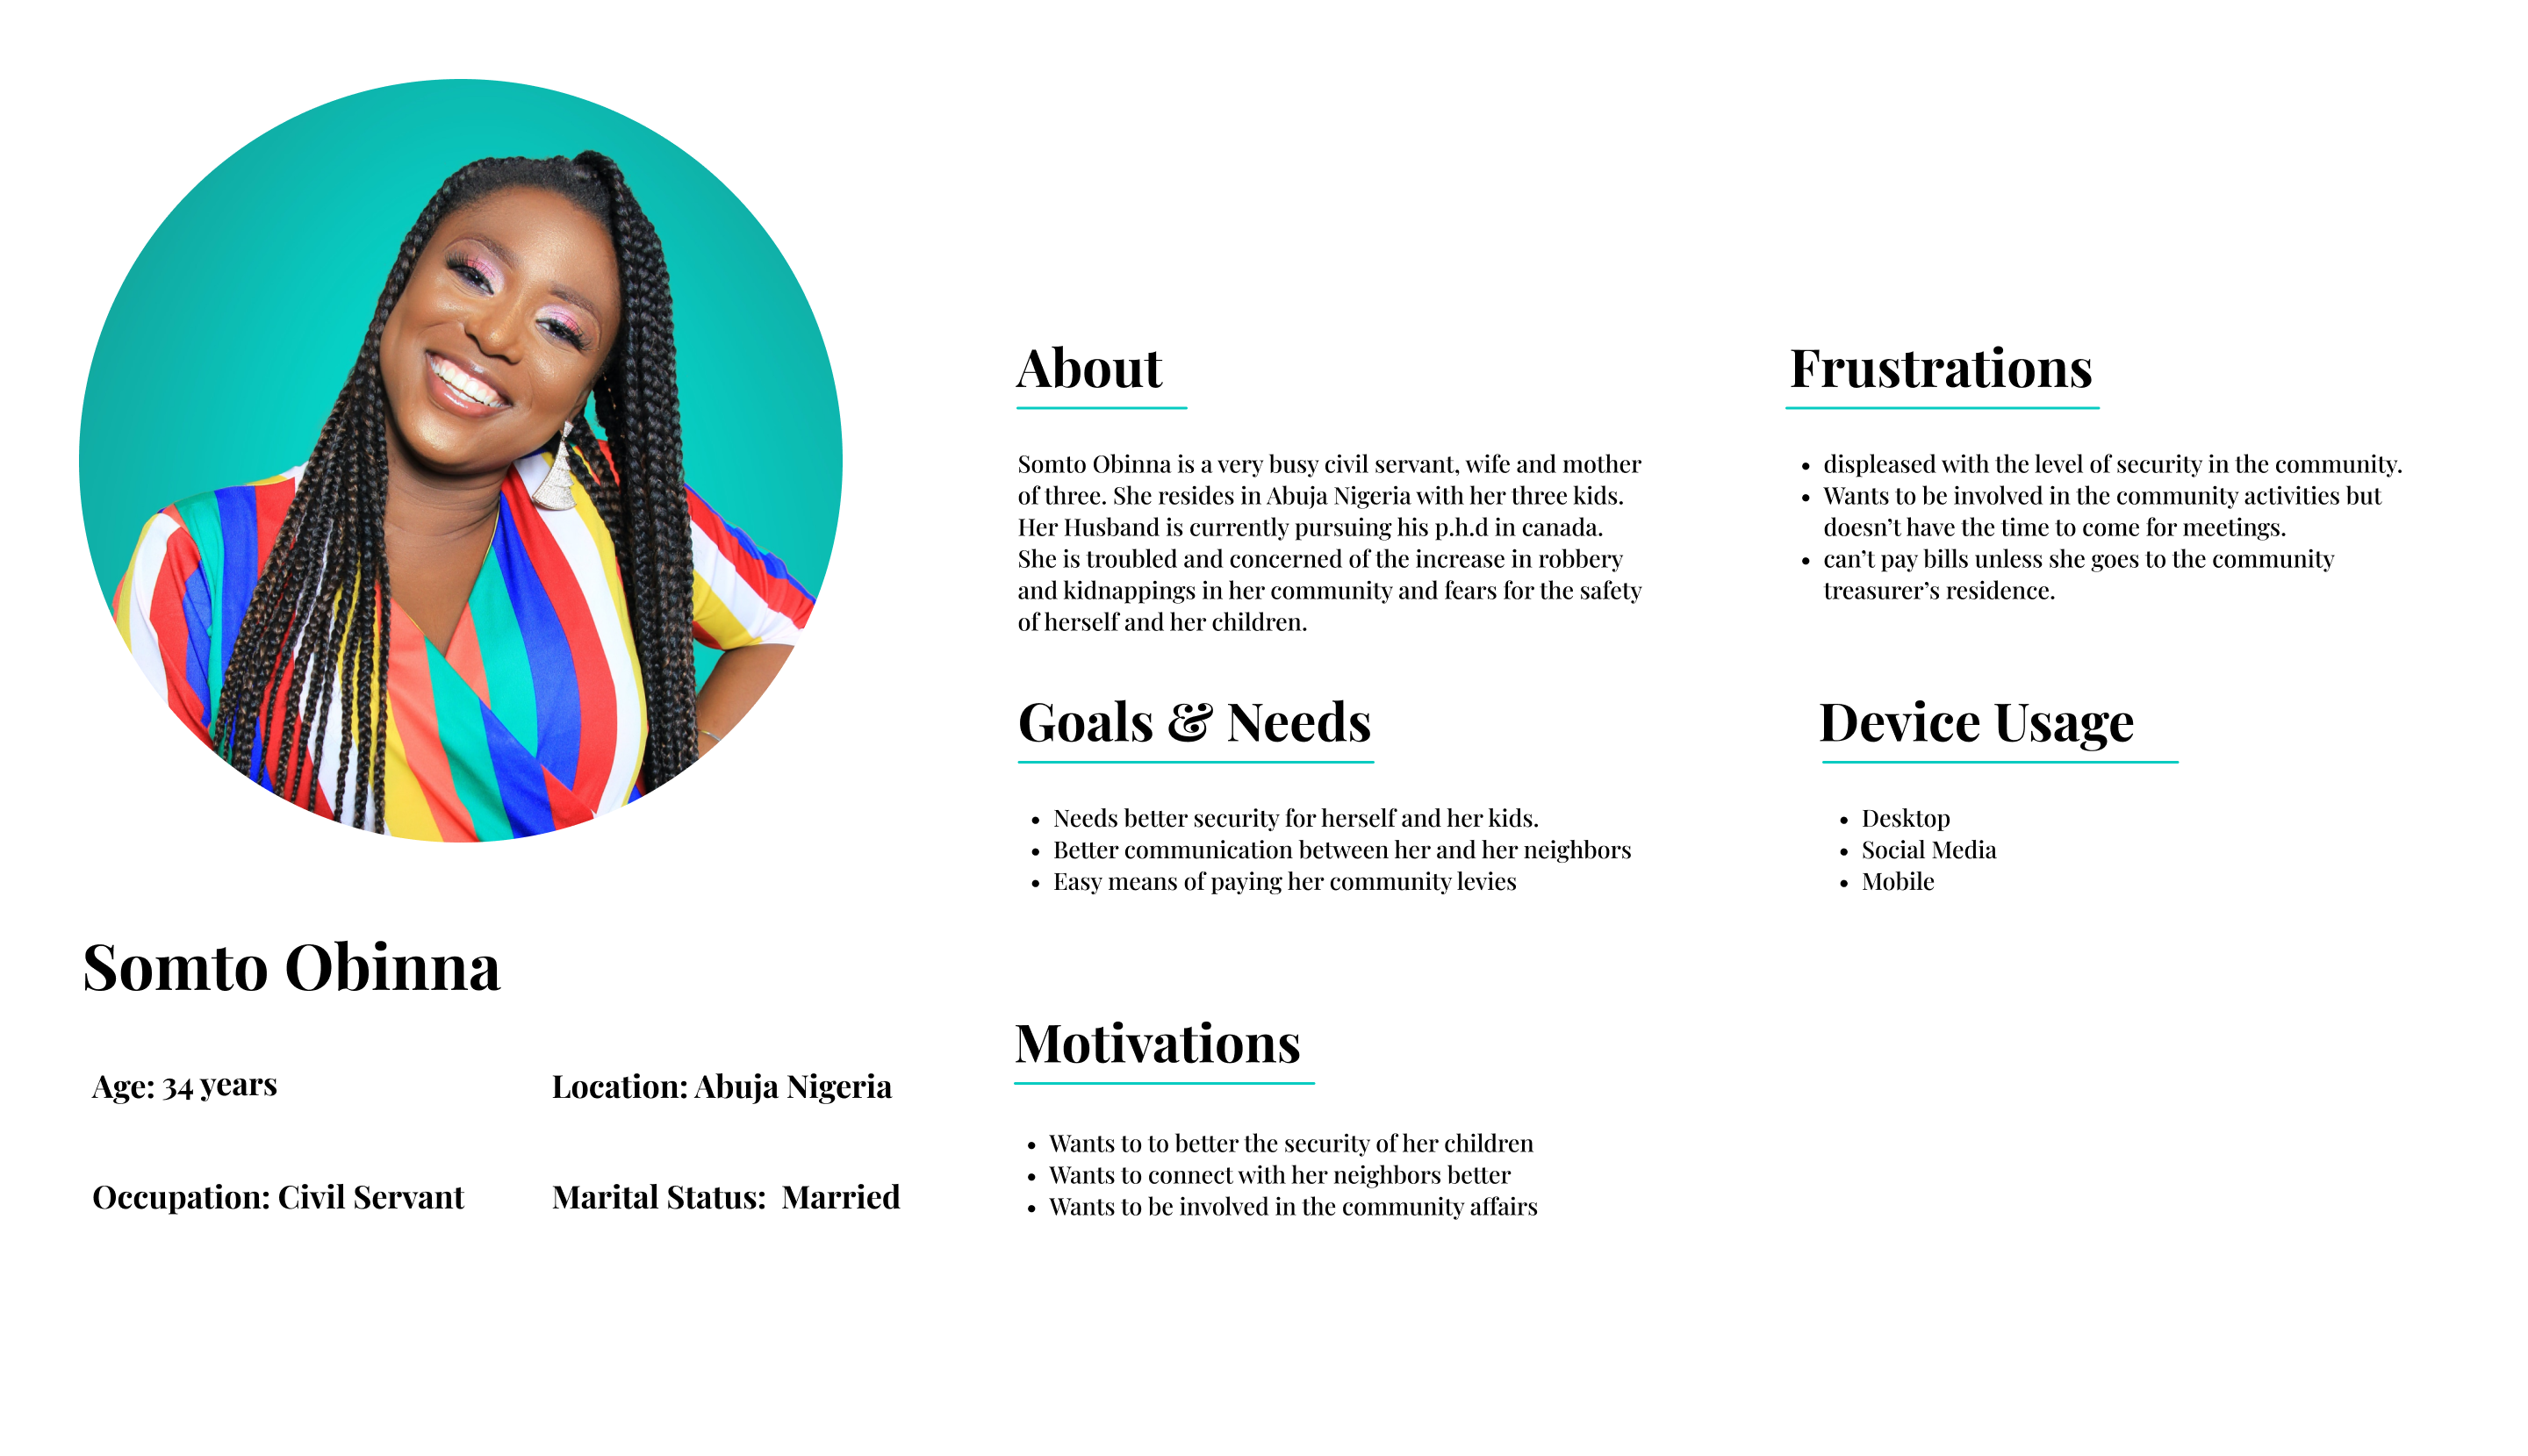 Somto Obinna
Age: 34 years
Location: Abuja Nigeria
Occupation: Civil Servant
Marital Status:  Married
About
Somto Obinna is a very busy civil servant, wife and mother
of three. She resides in Abuja Nigeria with her three kids.
Her Husband is currently pursuing his p.h.d in canada.
She is troubled and concerned of the increase in robbery
and kidnappings in her community and fears for the safety
of herself and her children.
Goals & Needs
• Needs better security for herself and her kids.
• Better communication between her and her neighbors
• Easy means of paying her community levies
Motivations
• Wants to to better the security of her children
• Wants to connect with her neighbors better
• Wants to be involved in the community affairs
Frustrations
• displeased with the level of security in the community.
• Wants to be involved in the community activities but
doesn’t have the time to come for meetings.
• can’t pay bills unless she goes to the community
treasurer’s residence.
Device Usage
• Desktop
• Social Media
• Mobile